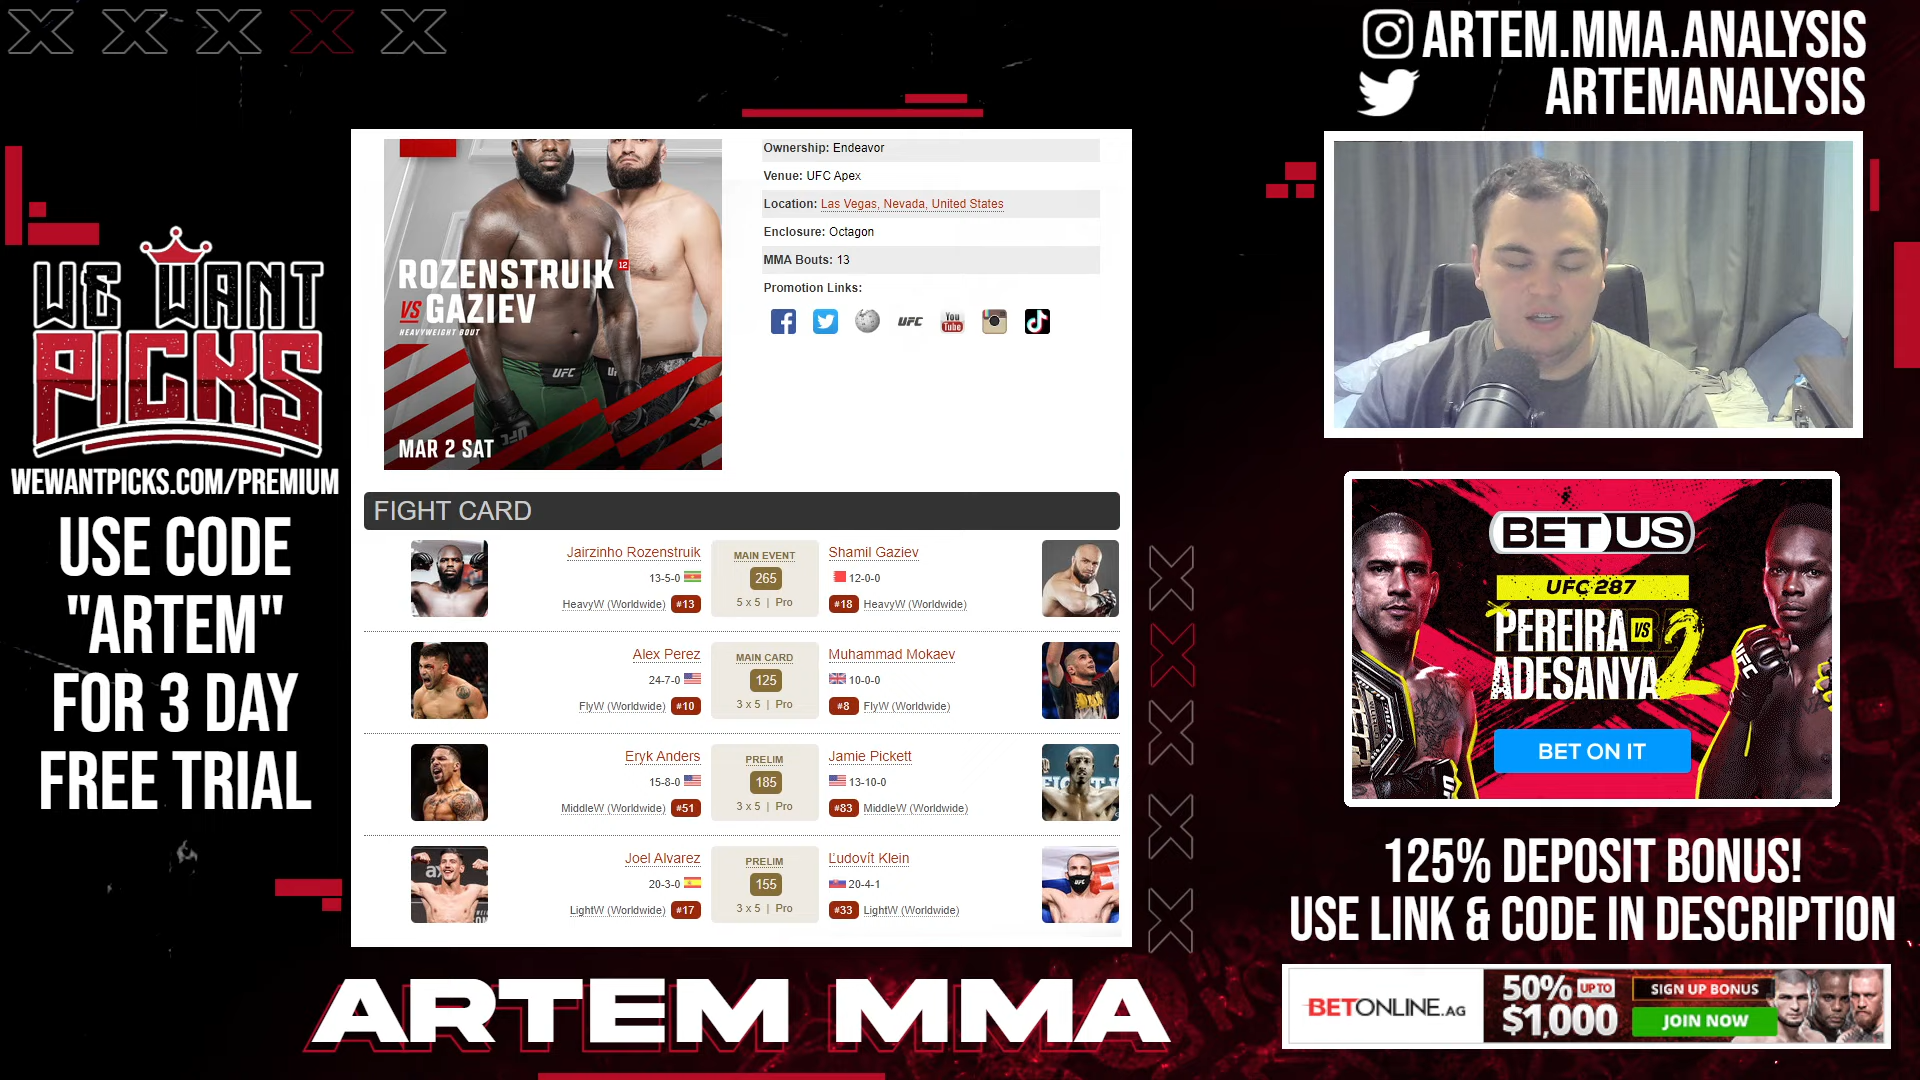 ARTEM.MMA.ANALYSIS
ARTEMANALYSIS
WE WANT
PICKS
WEWANTPICKS.COM/PREMIUM
USE CODE
"ARTEM"
FOR 3 DAY
FREE TRIAL
ROZENSTRUIK 12
VS GAZIEV
HEAVYWEIGHT BOUT
UFC
UFC
MAR 2 SAT
Ownership: Endeavor
Venue: UFC Apex
Location: Las Vegas, Nevada, United States
Enclosure: Octagon
MMA Bouts: 13
Promotion Links:
UFC
You
Tube
FIGHT CARD
Jairzinho Rozenstruik
13-5-0
HeavyW (Worldwide) #13
MAIN EVENT
265
5 x 5 | Pro
Shamil Gaziev
12-0-0
#18 HeavyW (Worldwide)
Alex Perez
24-7-0
FlyW (Worldwide) #10
MAIN CARD
125
3 x 5 | Pro
Muhammad Mokaev
10-0-0
#8 FlyW (Worldwide)
Eryk Anders
15-8-0
MiddleW (Worldwide) #51
PRELIM
185
3 x 5 | Pro
Jamie Pickett
13-10-0
#83 MiddleW (Worldwide)
Joel Alvarez
20-3-0
LightW (Worldwide) #17
PRELIM
155
3 x 5 | Pro
Ľudovít Klein
20-4-1
#33 LightW (Worldwide)
BET US
UFC 287
PEREIRA VS
ADESANYA 2
UFC
BET ON IT
125% DEPOSIT BONUS!
USE LINK & CODE IN DESCRIPTION
BETONLINE.AG
50% UP TO
$1,000
SIGN UP BONUS
JOIN NOW
ARTEM MMA